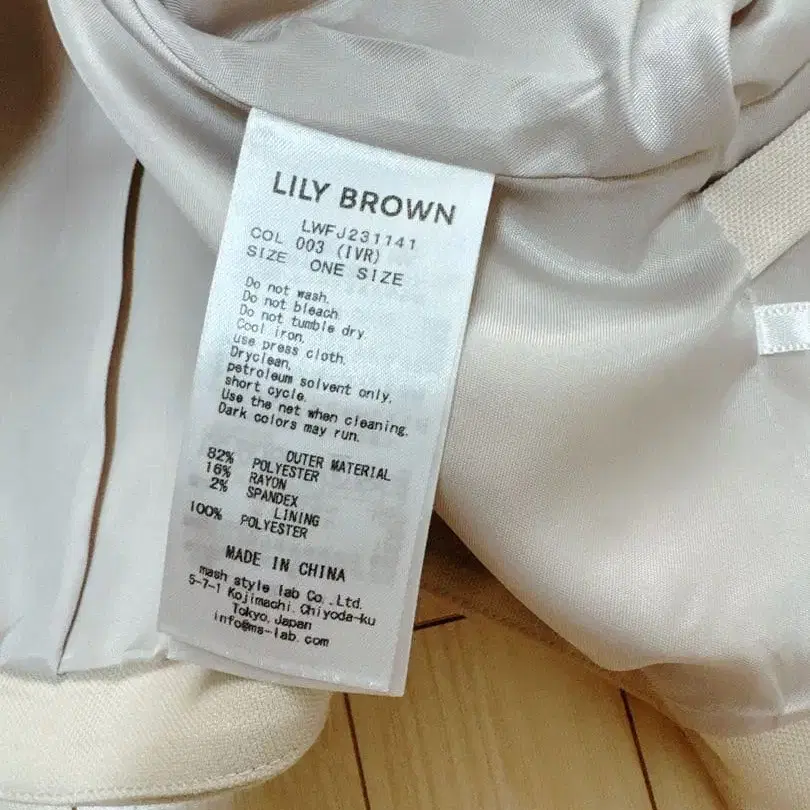 LILY BROWN
LWFJ231141
COL 003 (IVR)
SIZE ONE SIZE
Do not wash.
Do not bleach.
Do not tumble dry.
Cool iron.
use press cloth.
Dryclean,
petroleum solvent only,
short cycle.
Use the net when cleaning.
Dark colors may run.
OUTER MATERIAL
82% POLYESTER
16% RAYON
2% SPANDEX
LINING
100% POLYESTER
MADE IN CHINA
mash style lab Co.,Ltd.
5-7-1 Kojimachi,Chiyoda-ku
Tokyo,Japan
info@ms-lab.com